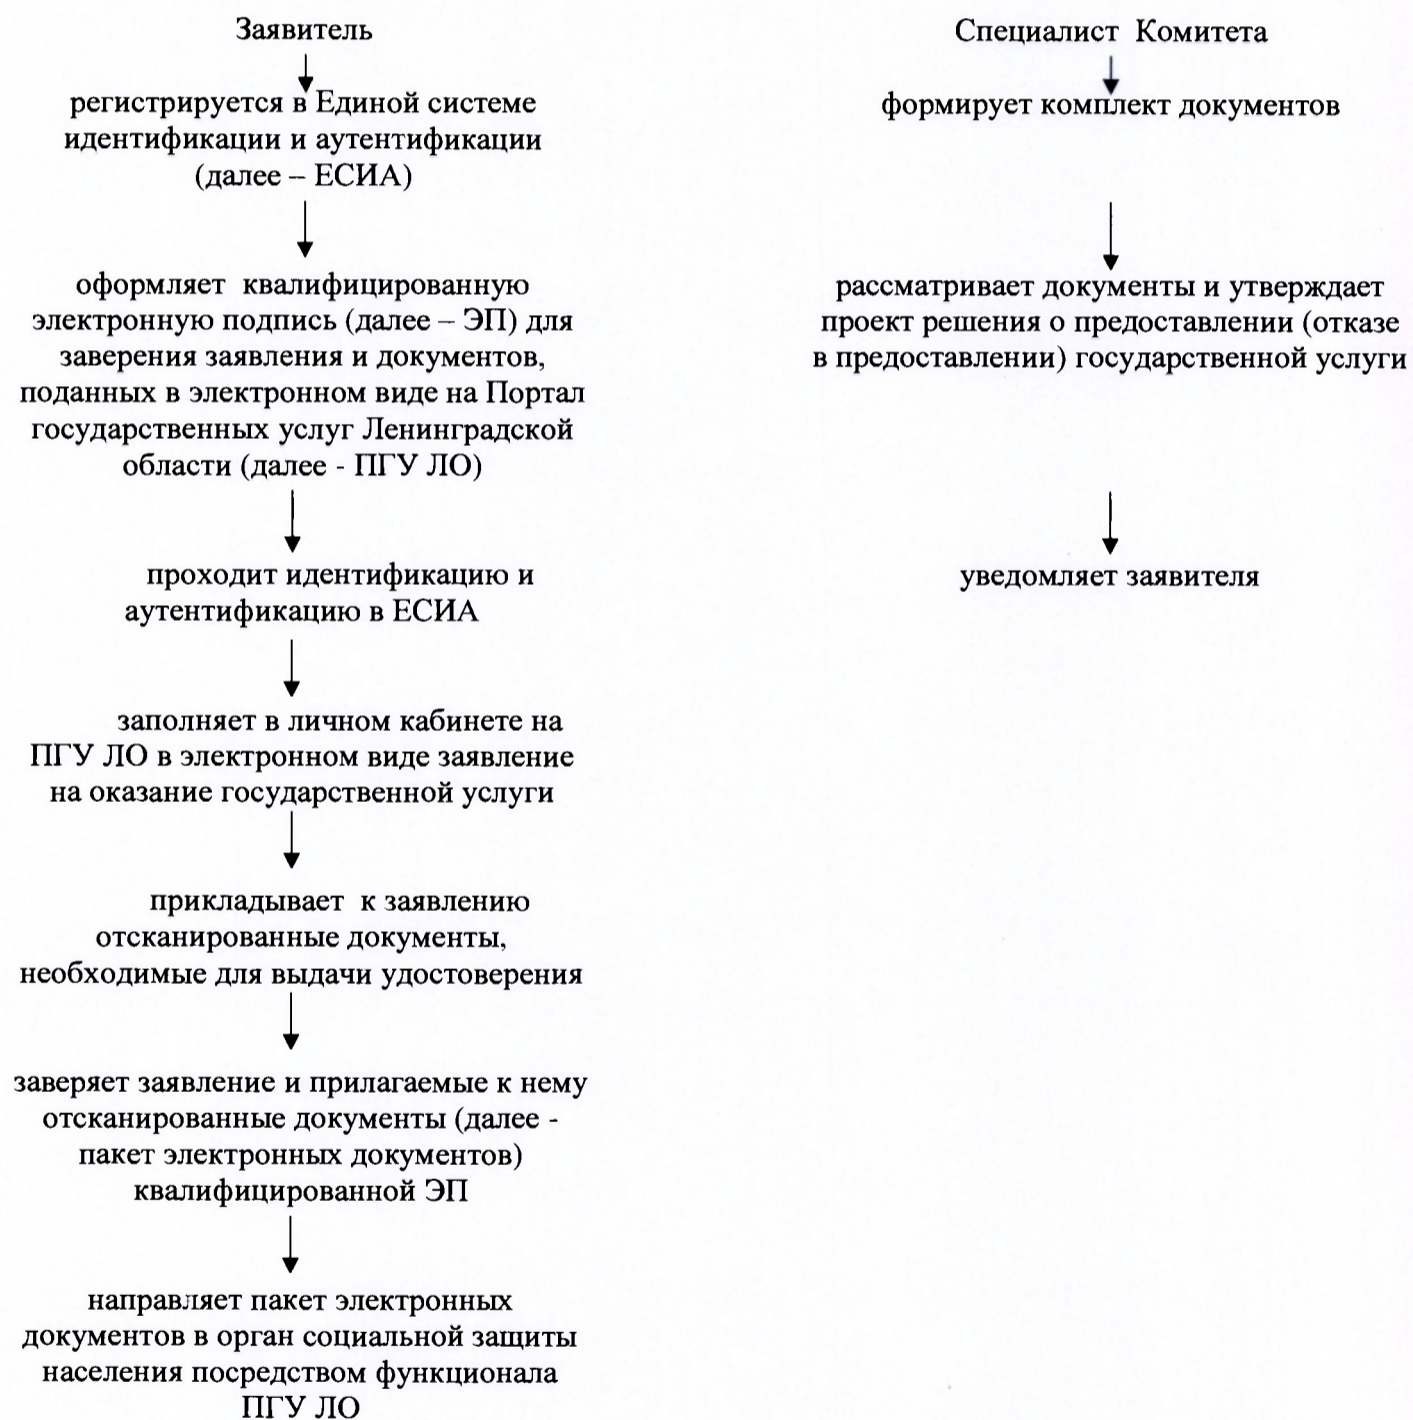 Заявитель
регистрируется в Единой системе
идентификации и аутентификации
(далее – ЕСИА)
оформляет квалифицированную
электронную подпись (далее – ЭП) для
заверения заявления и документов,
поданных в электронном виде на Портал
государственных услуг Ленинградской
области (далее - ПГУ ЛО)
проходит идентификацию и
аутентификацию в ЕСИА
заполняет в личном кабинете на
ПГУ ЛО в электронном виде заявление
на оказание государственной услуги
прикладывает к заявлению
отсканированные документы,
необходимые для выдачи удостоверения
заверяет заявление и прилагаемые к нему
отсканированные документы (далее -
пакет электронных документов)
квалифицированной ЭП
направляет пакет электронных
документов в орган социальной защиты
населения посредством функционала
ПГУ ЛО
Специалист Комитета
формирует комплект документов
рассматривает документы и утверждает
проект решения о предоставлении (отказе
в предоставлении) государственной услуги
уведомляет заявителя